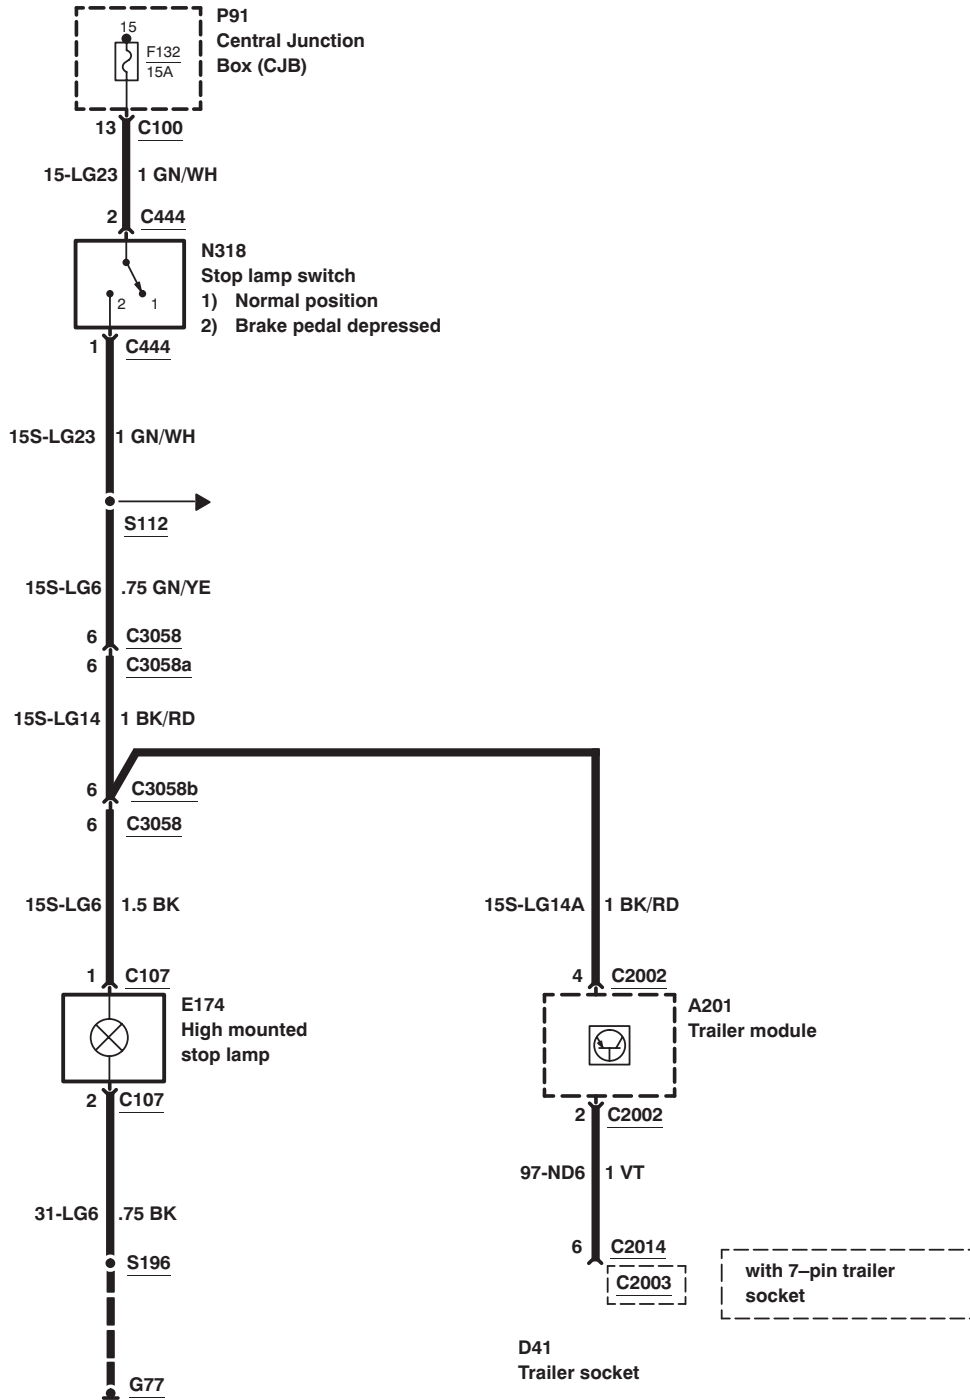 P91
Central Junction
Box (CJB)
15
F132
15A
13 C100
15-LG23 1 GN/WH
2 C444
N318
Stop lamp switch
1) Normal position
2) Brake pedal depressed
2 1
1 C444
15S-LG23 1 GN/WH
S112
15S-LG6 .75 GN/YE
6 C3058
6 C3058a
15S-LG14 1 BK/RD
6 C3058b
6 C3058
15S-LG6 1.5 BK
15S-LG14A 1 BK/RD
1 C107
4 C2002
E174
High mounted
stop lamp
A201
Trailer module
2 C107
2 C2002
97-ND6 1 VT
31-LG6 .75 BK
6 C2014
C2003
with 7–pin trailer
socket
S196
D41
Trailer socket
G77